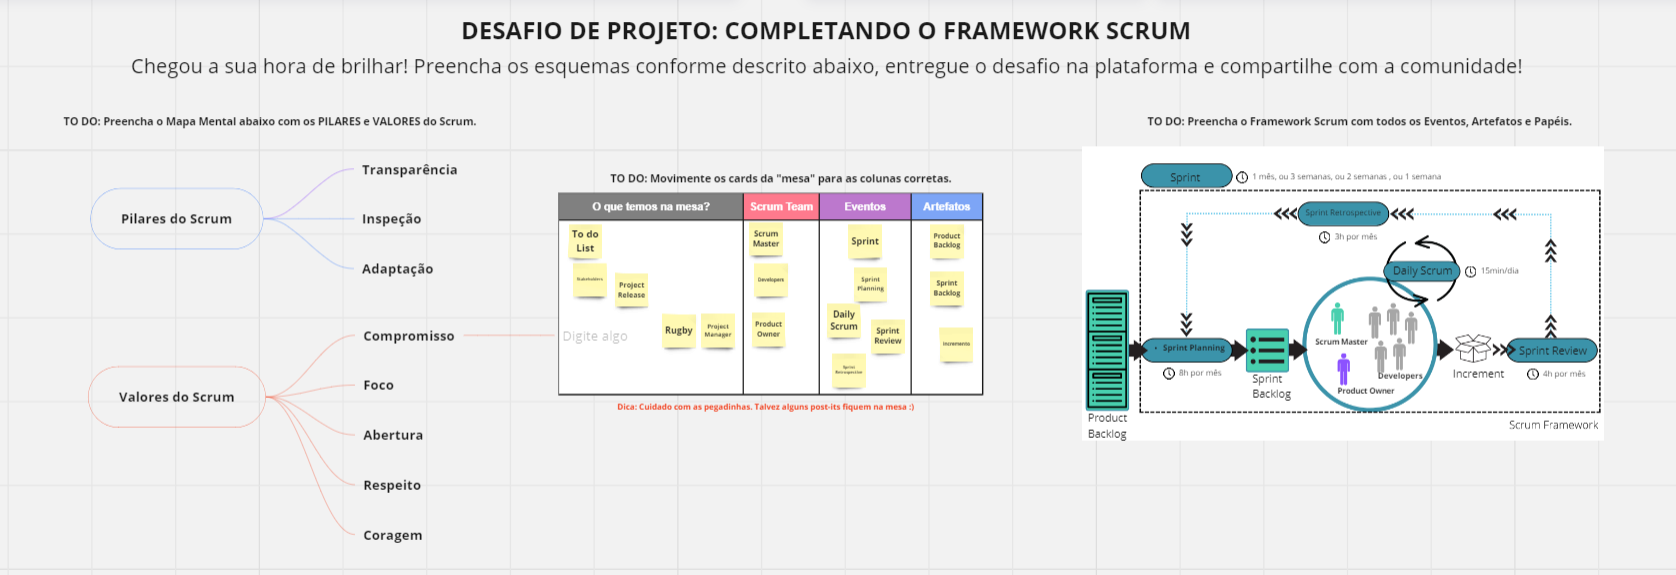 DESAFIO DE PROJETO: COMPLETANDO O FRAMEWORK SCRUM
Chegou a sua hora de brilhar! Preencha os esquemas conforme descrito abaixo, entregue o desafio na plataforma e compartilhe com a comunidade!
TO DO: Preencha o Mapa Mental abaixo com os PILARES e VALORES do Scrum.
Pilares do Scrum
Transparência
Inspeção
Adaptação
Valores do Scrum
Compromisso
Foco
Abertura
Respeito
Coragem
TO DO: Movimente os cards da "mesa" para as colunas corretas.
O que temos na mesa?
Scrum Team
Eventos
Artefatos
To do
List
Stakeholders
Project
Release
Rugby
Project
Manager
Digite algo
Scrum
Master
Developers
Product
Owner
Sprint
Sprint
Planning
Daily
Scrum
Sprint
Review
Sprint
Retrospective
Product
Backlog
Sprint
Backlog
Increments
Dica: Cuidado com as pegadinhas. Talvez alguns post-its fiquem na mesa :)
TO DO: Preencha o Framework Scrum com todos os Eventos, Artefatos e Papéis.
Sprint
1 mês, ou 3 semanas, ou 2 semanas , ou 1 semana
Sprint Retrospective
3h por mês
Daily Scrum
15min/dia
Product
Backlog
• Sprint Planning
8h por mês
Sprint
Backlog
Scrum Master
Developers
Product Owner
Increment
Sprint Review
4h por mês
Scrum Framework